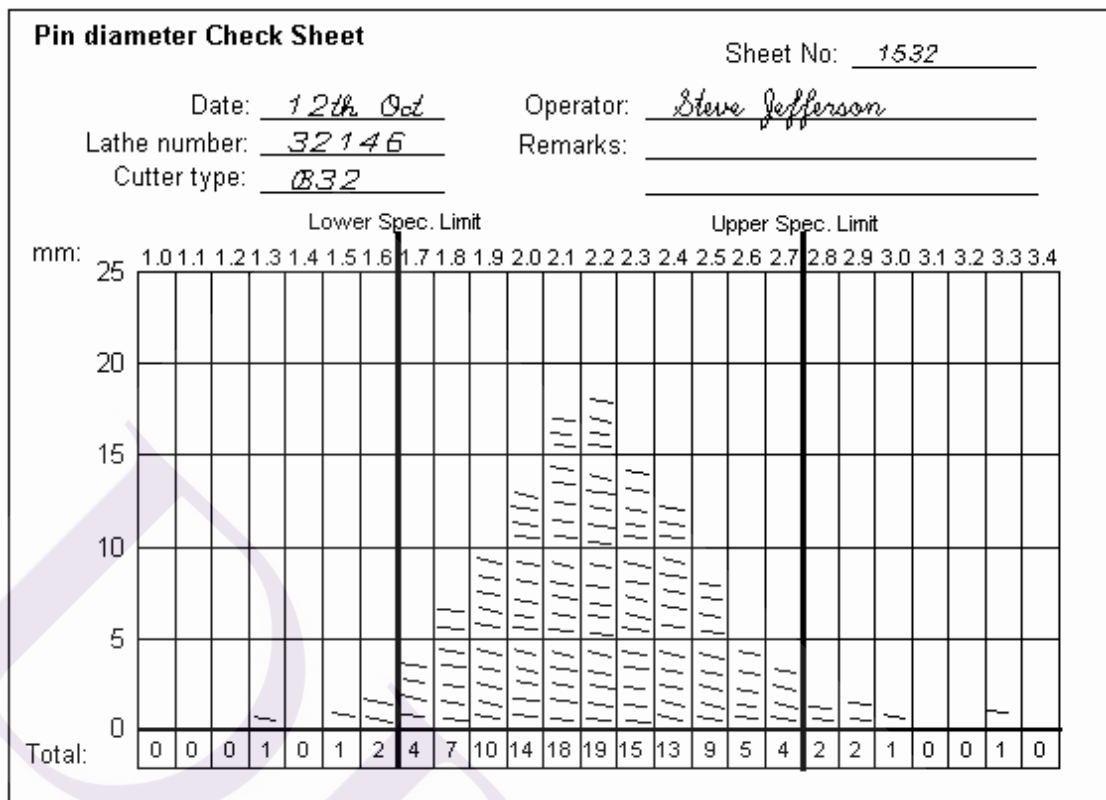 Pin diameter Check Sheet
Sheet No: 1532
Date: 12th Oct Operator: Steve Jefferson
Lathe number: 32146 Remarks:
Cutter type: B32
Lower Spec. Limit Upper Spec. Limit
mm: 1.0 1.1 1.2 1.3 1.4 1.5 1.6 1.7 1.8 1.9 2.0 2.1 2.2 2.3 2.4 2.5 2.6 2.7 2.8 2.9 3.0 3.1 3.2 3.3 3.4
25
20
15
10
5
0
Total: 0 0 0 1 0 1 2 4 7 10 14 18 19 15 13 9 5 4 2 2 1 0 0 1 0